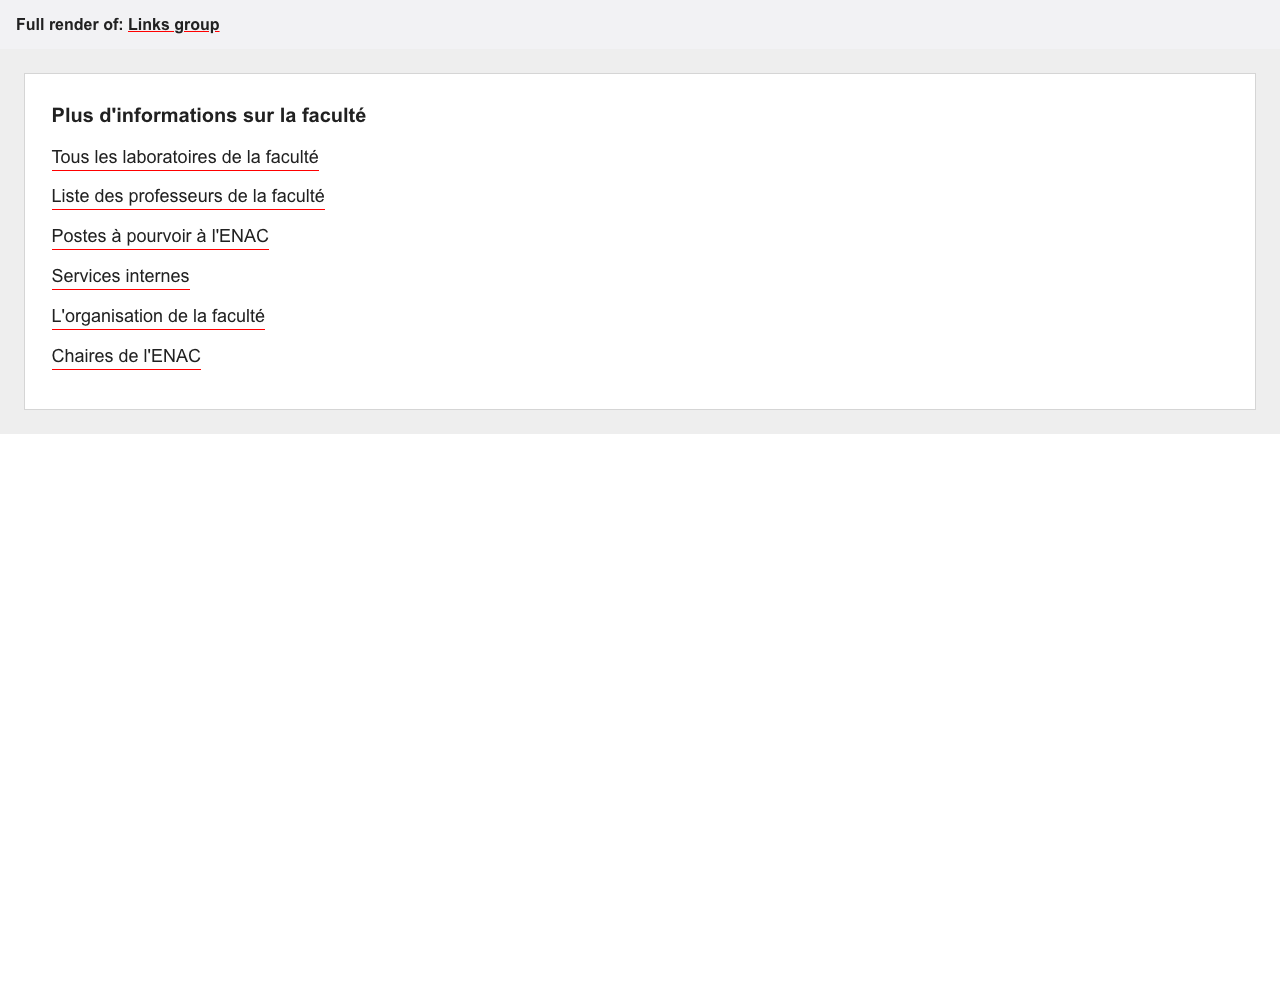 Full render of: Links group
Plus d'informations sur la faculté
Tous les laboratoires de la faculté
Liste des professeurs de la faculté
Postes à pourvoir à l'ENAC
Services internes
L'organisation de la faculté
Chaires de l'ENAC